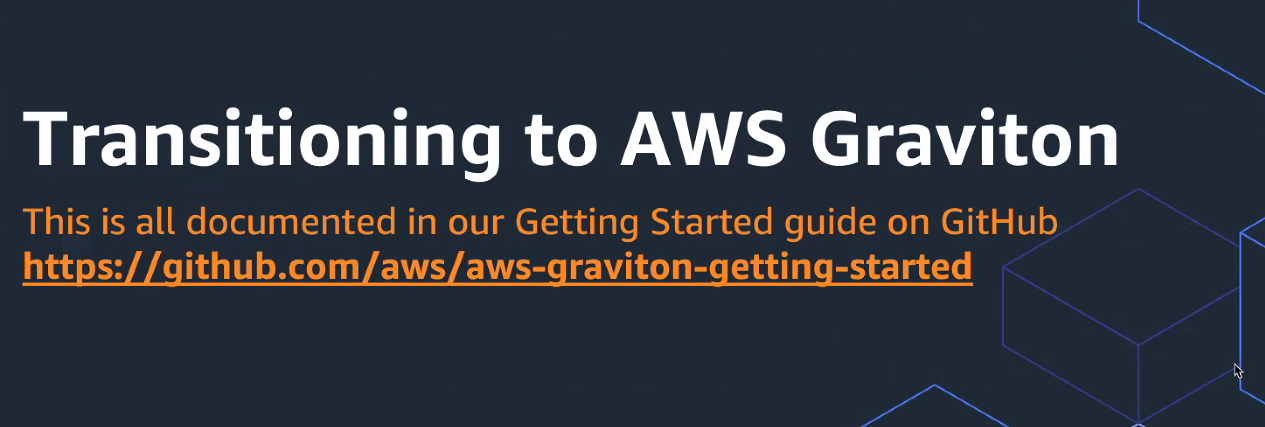 Transitioning to AWS Graviton
This is all documented in our Getting Started guide on GitHub
https://github.com/aws/aws-graviton-getting-started